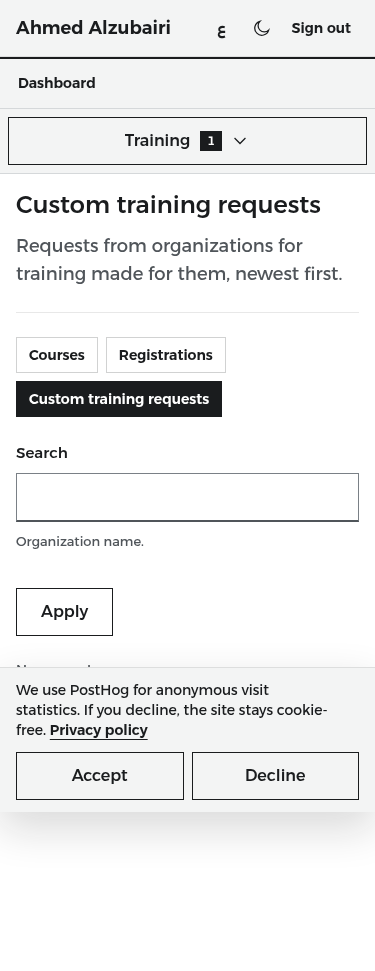 Ahmed Alzubairi
ع
Sign out
Dashboard
Training 1
Custom training requests
Requests from organizations for
training made for them, newest first.
Courses
Registrations
Custom training requests
Search
Organization name.
Apply
We use PostHog for anonymous visit
statistics. If you decline, the site stays cookie-
free. Privacy policy
Accept
Decline